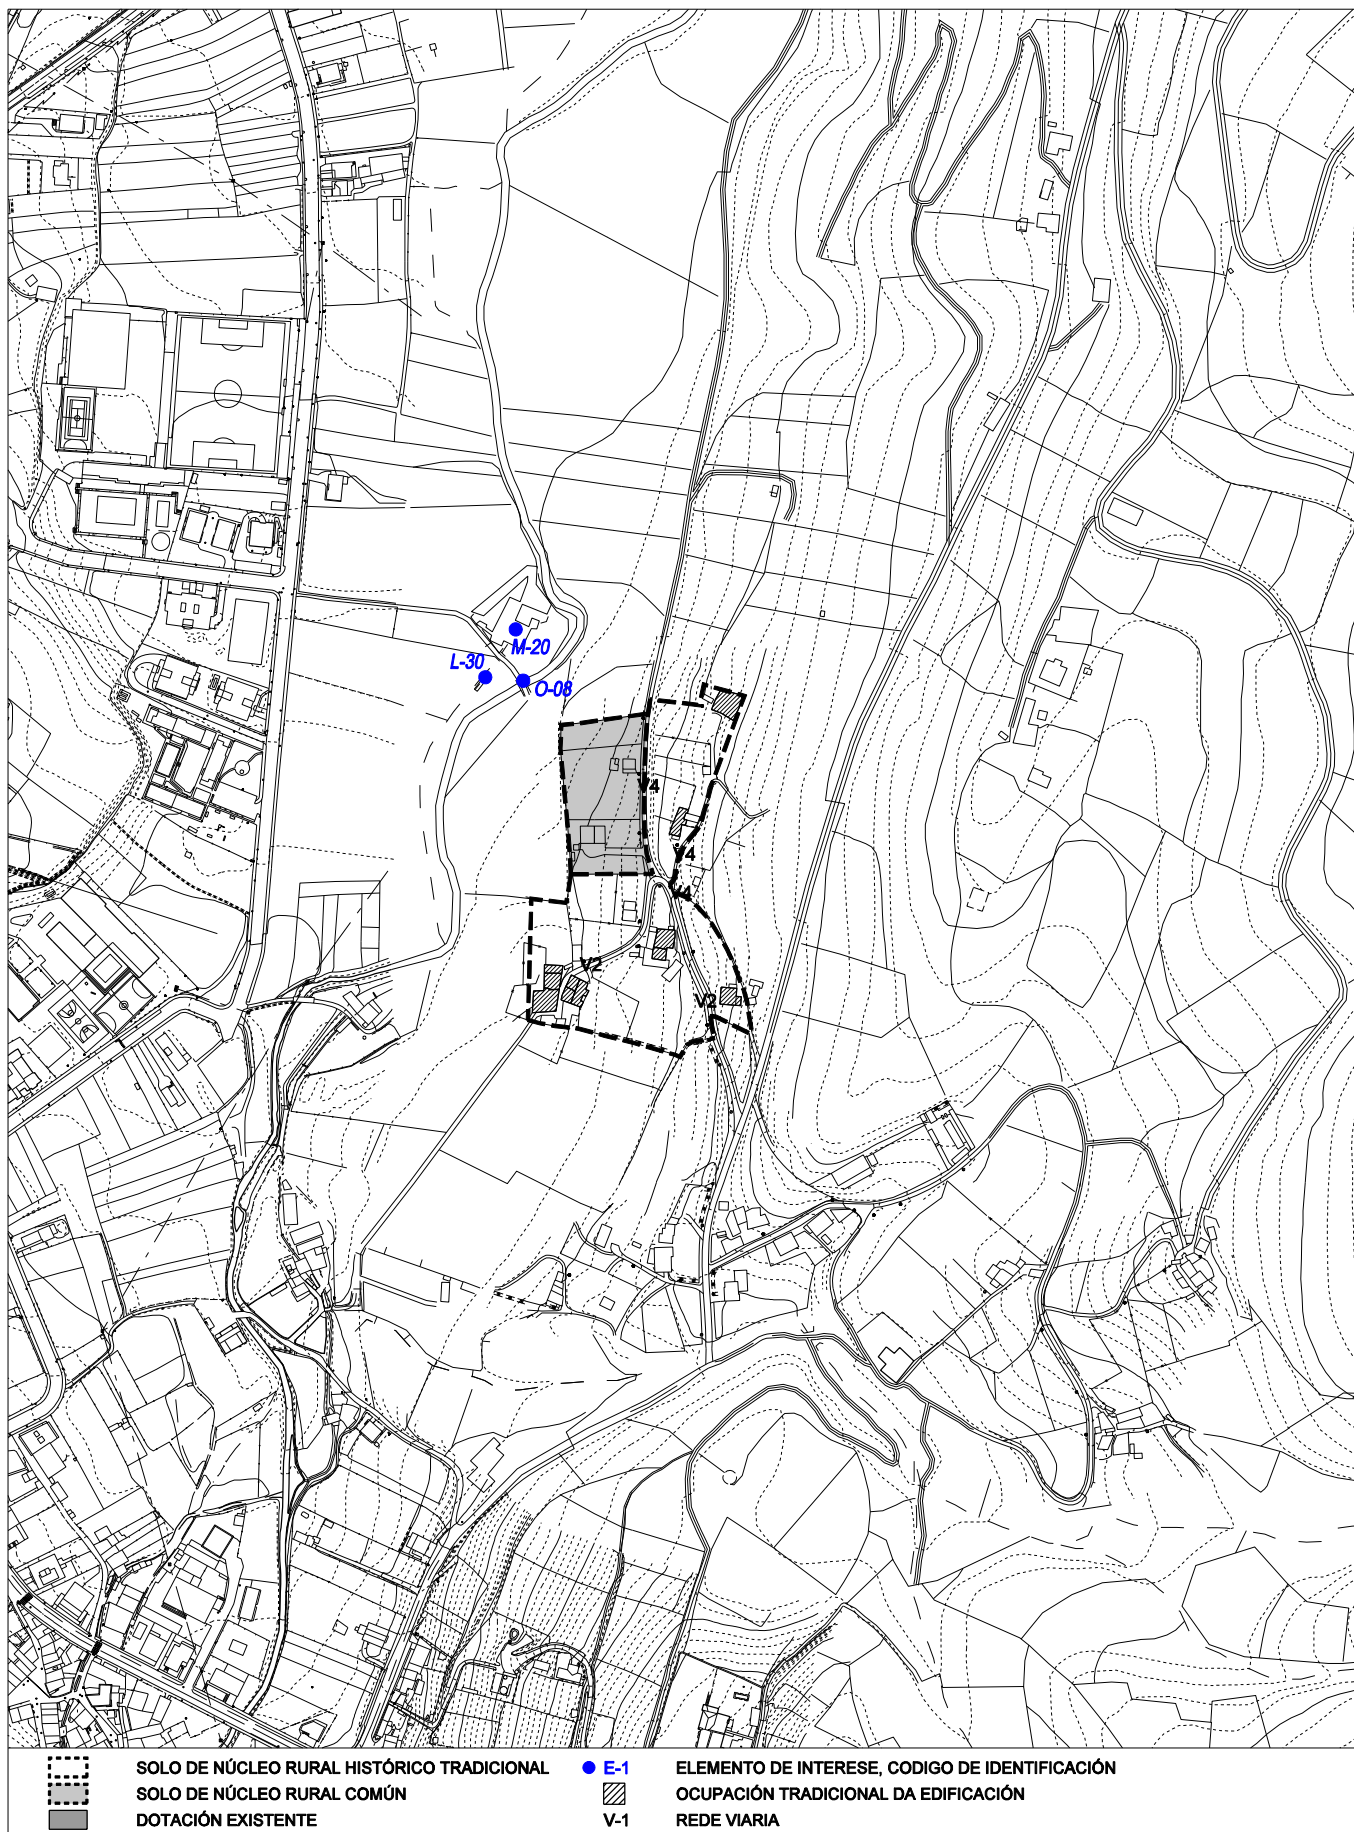 M-20
L-30
O-08
V4
V4
V4
V2
V2
SOLO DE NÚCLEO RURAL HISTÓRICO TRADICIONAL
SOLO DE NÚCLEO RURAL COMÚN
DOTACIÓN EXISTENTE
E-1 ELEMENTO DE INTERESE, CODIGO DE IDENTIFICACIÓN
OCUPACIÓN TRADICIONAL DA EDIFICACIÓN
V-1 REDE VIARIA